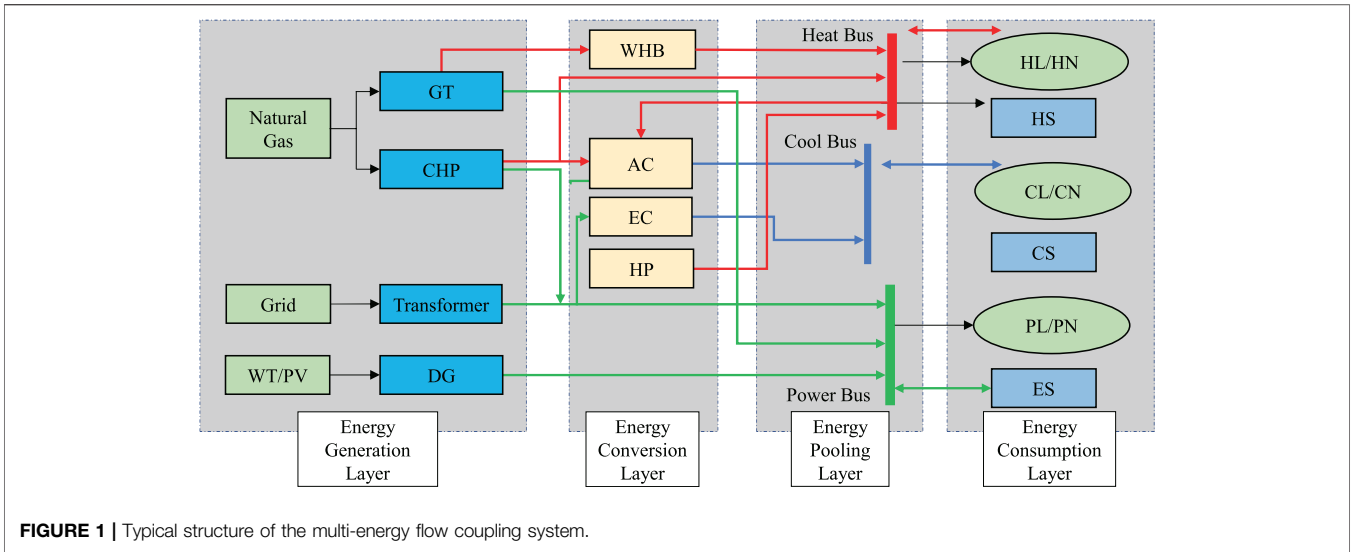 Heat Bus
WHB
HL/HN
GT
Natural
Gas
HS
Cool Bus
CHP
AC
CL/CN
EC
CS
HP
Grid
Transformer
PL/PN
WT/PV
DG
Power Bus
ES
Energy
Generation
Layer
Energy
Conversion
Layer
Energy
Pooling
Layer
Energy
Consumption
Layer
FIGURE 1 | Typical structure of the multi-energy flow coupling system.